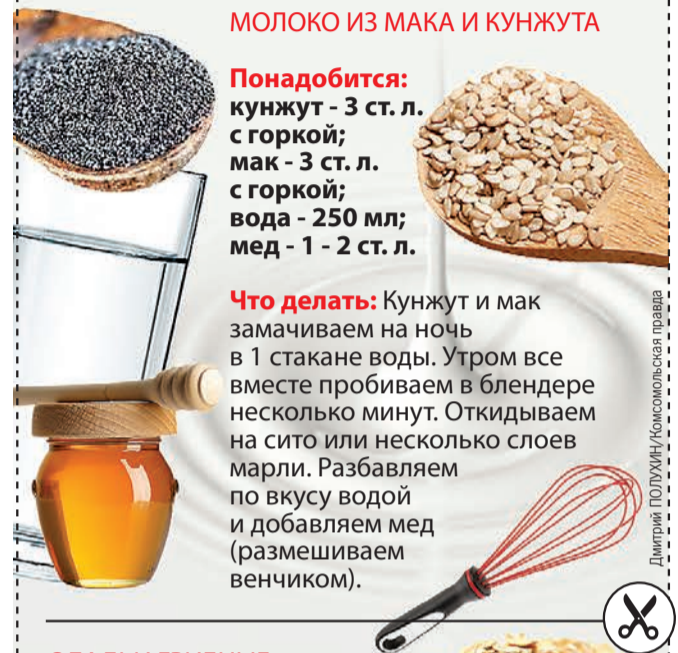 МОЛОКО ИЗ МАКА И КУНЖУТА
Понадобится:
кунжут - 3 ст. л.
с горкой;
мак - 3 ст. л.
с горкой;
вода - 250 мл;
мед - 1 - 2 ст. л.
Что делать: Кунжут и мак
замачиваем на ночь
в 1 стакане воды. Утром все
вместе пробиваем в блендере
несколько минут. Откидываем
на сито или несколько слоев
марли. Разбавляем
по вкусу водой
и добавляем мед
(размешиваем
венчиком).
Дмитрий ПОЛУХИН/Комсомольская правда